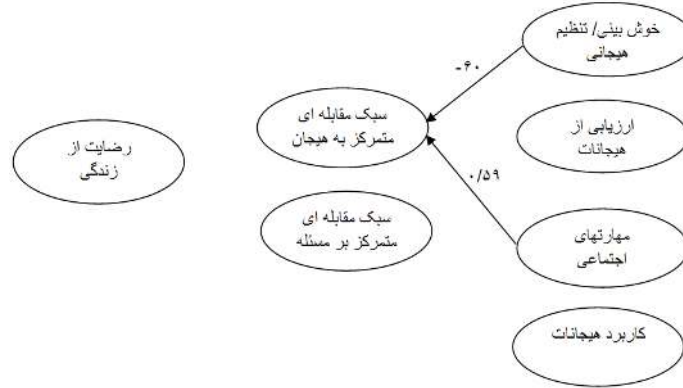 خوش بینی/ تنظیم
هیجانی
-۶۰
سبک مقابله ای
متمرکز به هیجان
ارزیابی از
هیجانات
رضایت از
زندگی
۰/۵۹
سبک مقابله ای
متمرکز بر مسئله
مهارتهای
اجتماعی
کاربرد هیجانات